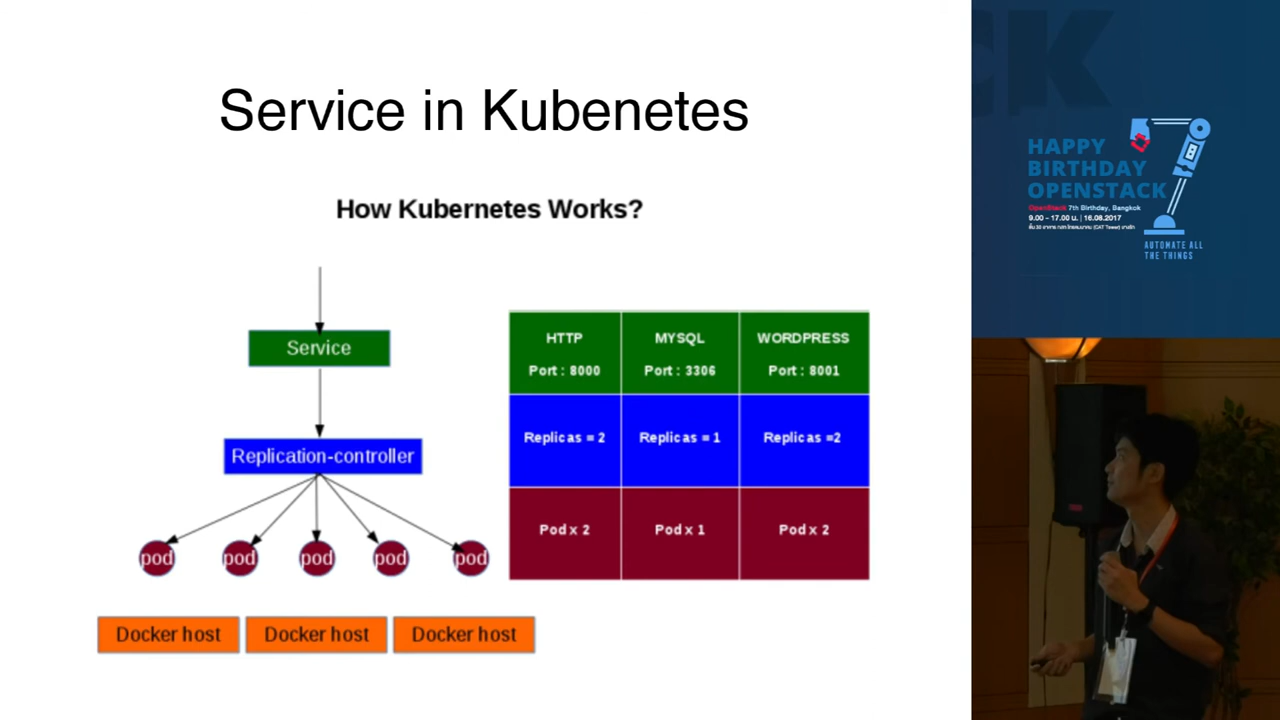 Service in Kubenetes
How Kubernetes Works?
Service
Replication-controller
pod pod pod pod pod
Docker host Docker host Docker host
HTTP MYSQL WORDPRESS
Port : 8000 Port : 3306 Port : 8001
Replicas = 2 Replicas = 1 Replicas =2
Pod x 2 Pod x 1 Pod x 2
CK
HAPPY
BIRTHDAY
OPENSTACK
7
OpenStack 7th Birthday, Bangkok
9.00 - 17.00 น. | 16.08.2017
AUTOMATE ALL
THE THINGS